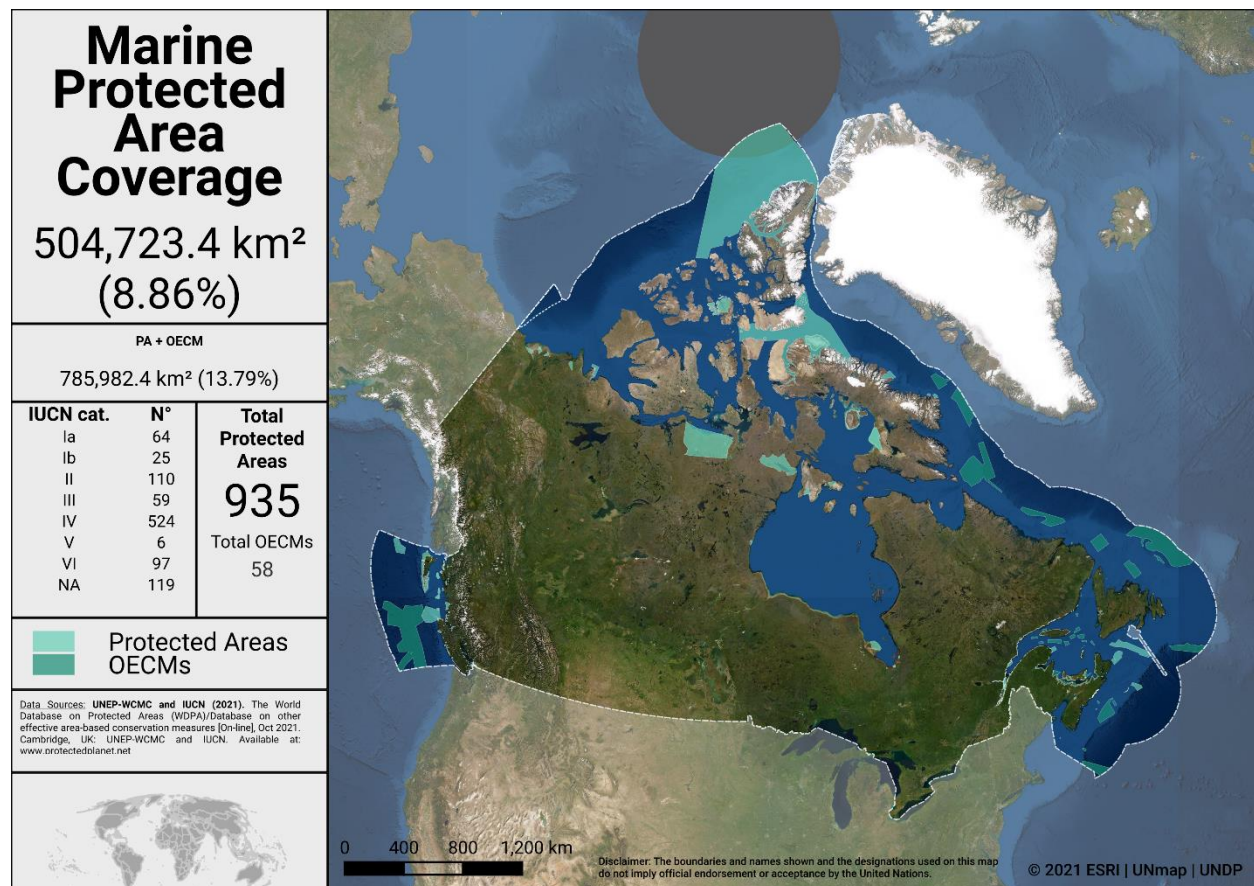 Marine
Protected
Area
Coverage
504,723.4 km²
(8.86%)
PA + OECM
785,982.4 km² (13.79%)
IUCN cat. N°
Ia 64
Ib 25
II 110
III 59
IV 524
V 6
VI 97
NA 119
Total
Protected
Areas
935
Total OECMs
58
Protected Areas
OECMs
Data Sources: UNEP-WCMC and IUCN (2021). The World
Database on Protected Areas (WDPA)/Database on other
effective area-based conservation measures [On-line], Oct 2021.
Cambridge, UK: UNEP-WCMC and IUCN. Available at:
www.protectedplanet.net
0 400 800 1,200 km
Disclaimer: The boundaries and names shown and the designations used on this map
do not imply official endorsement or acceptance by the United Nations.
© 2021 ESRI | UNmap | UNDP